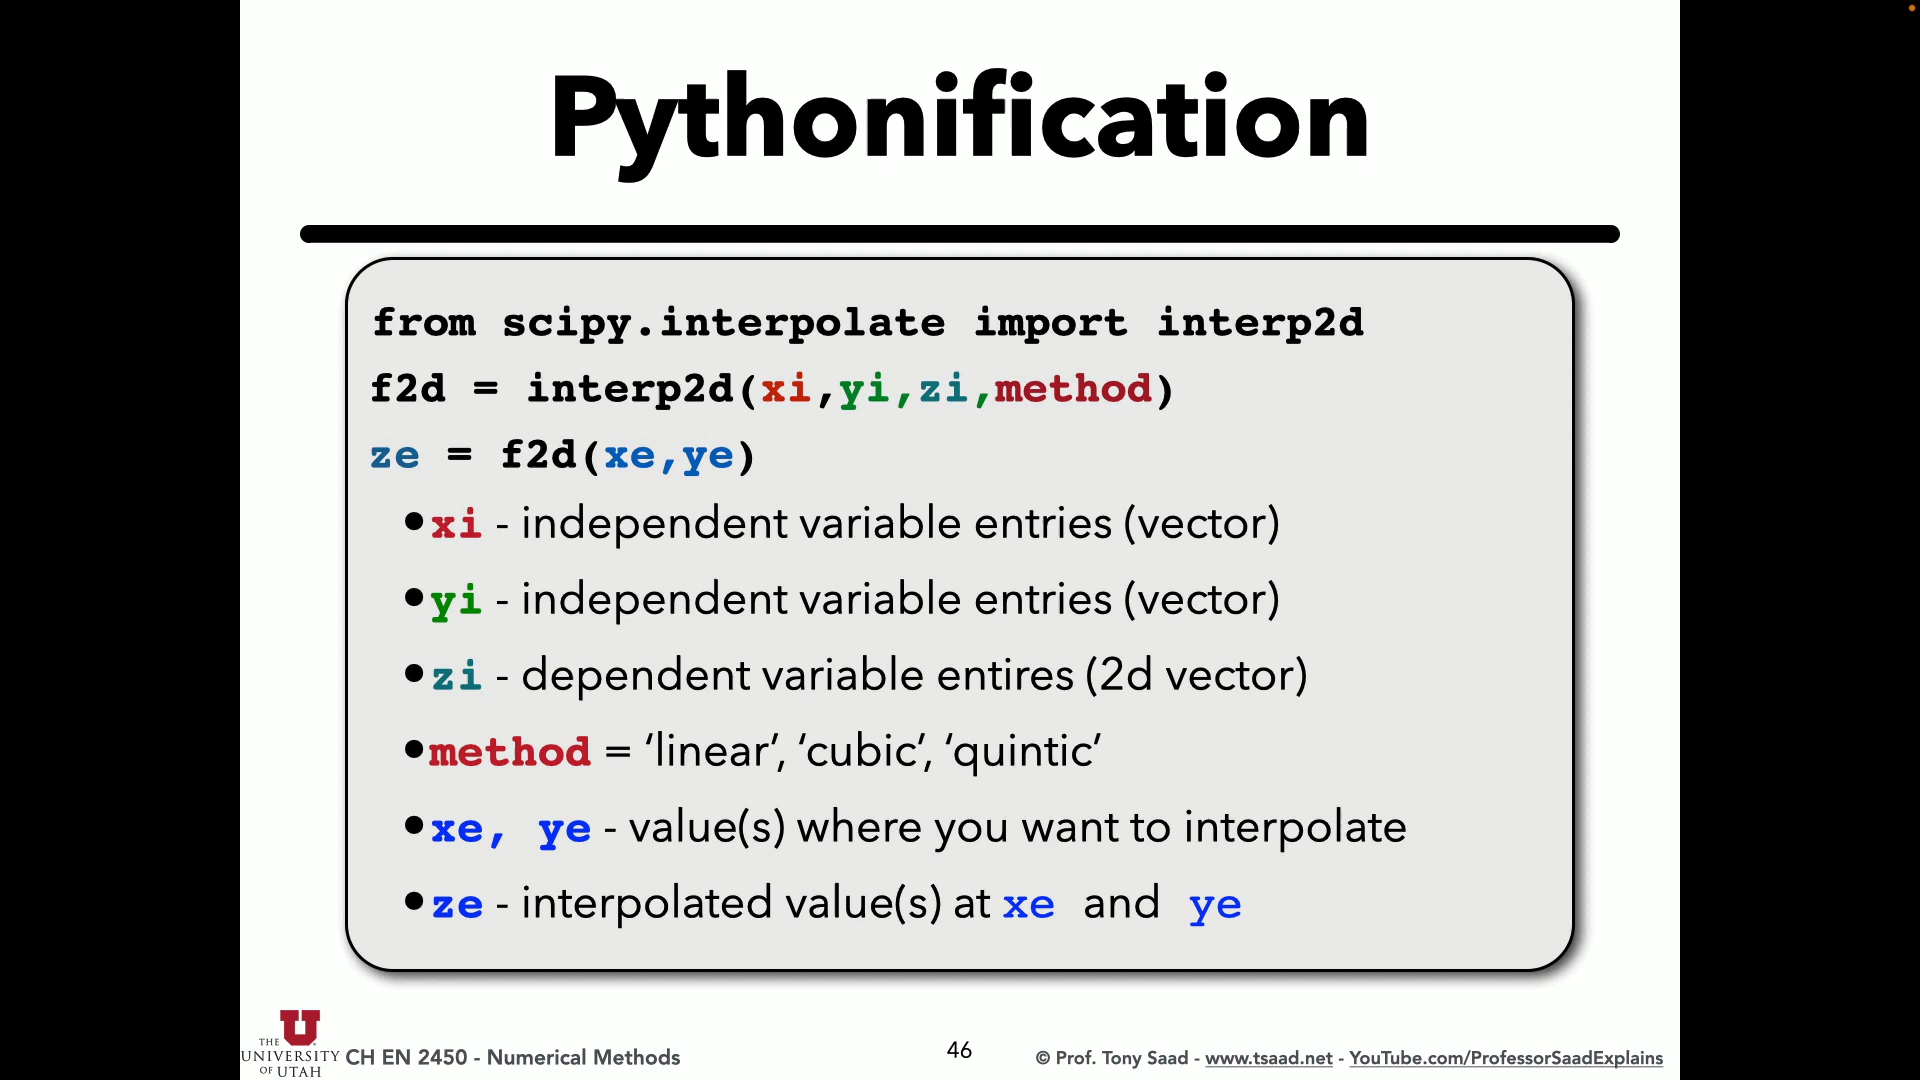 Pythonification
from scipy.interpolate import interp2d
f2d = interp2d(xi,yi,zi,method)
ze = f2d(xe,ye)
•xi - independent variable entries (vector)
•yi - independent variable entries (vector)
•zi - dependent variable entires (2d vector)
•method = ‘linear’, ‘cubic’, ‘quintic’
•xe, ye - value(s) where you want to interpolate
•ze - interpolated value(s) at xe and ye
THE
UNIVERSITY
OF UTAH
CH EN 2450 - Numerical Methods
46
© Prof. Tony Saad - www.tsaad.net - YouTube.com/ProfessorSaadExplains